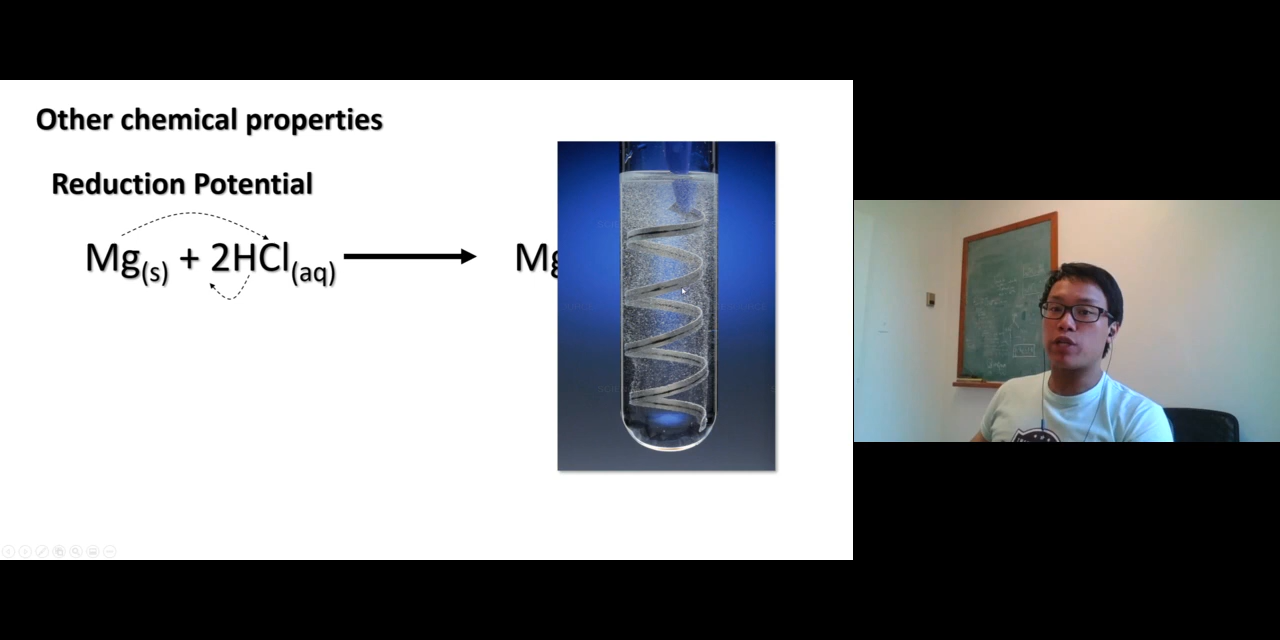 Other chemical properties
Reduction Potential
Mg(s) + 2HCl(aq) Mg